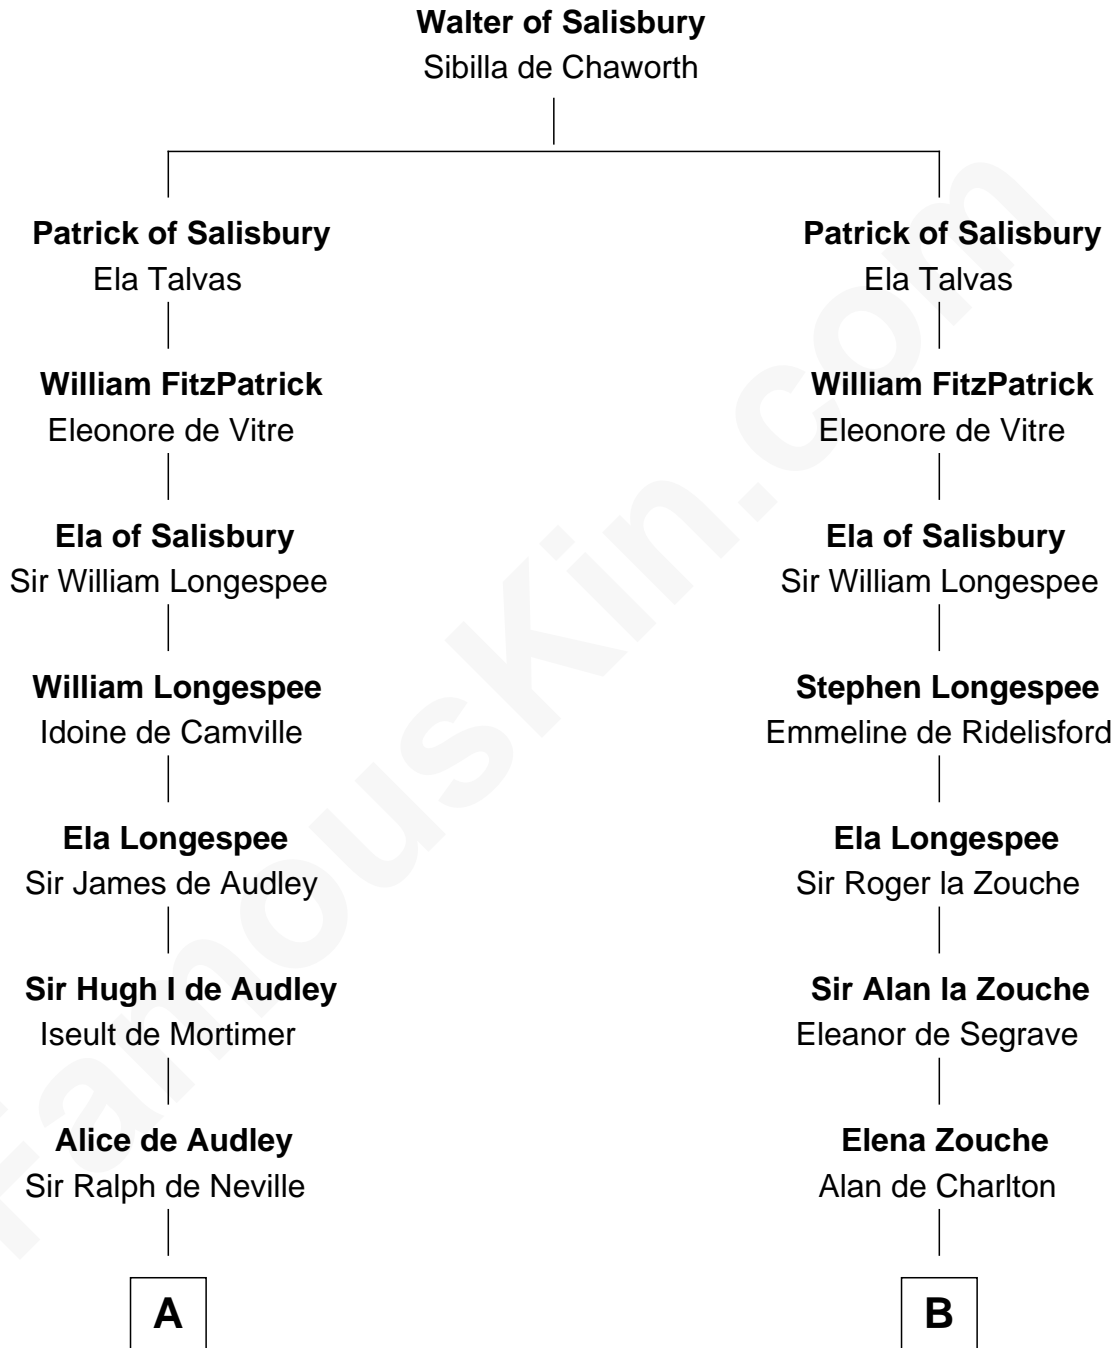 Walter of Salisbury
Sibilla de Chaworth
Patrick of Salisbury
Ela Talvas
William FitzPatrick
Eleonore de Vitre
Ela of Salisbury
Sir William Longespee
William Longespee
Idoine de Camville
Ela Longespee
Sir James de Audley
Sir Hugh I de Audley
Iseult de Mortimer
Alice de Audley
Sir Ralph de Neville
A
Patrick of Salisbury
Ela Talvas
William FitzPatrick
Eleonore de Vitre
Ela of Salisbury
Sir William Longespee
Stephen Longespee
Emmeline de Ridelisford
Ela Longespee
Sir Roger la Zouche
Sir Alan la Zouche
Eleanor de Segrave
Elena Zouche
Alan de Charlton
B
FamousKin.com